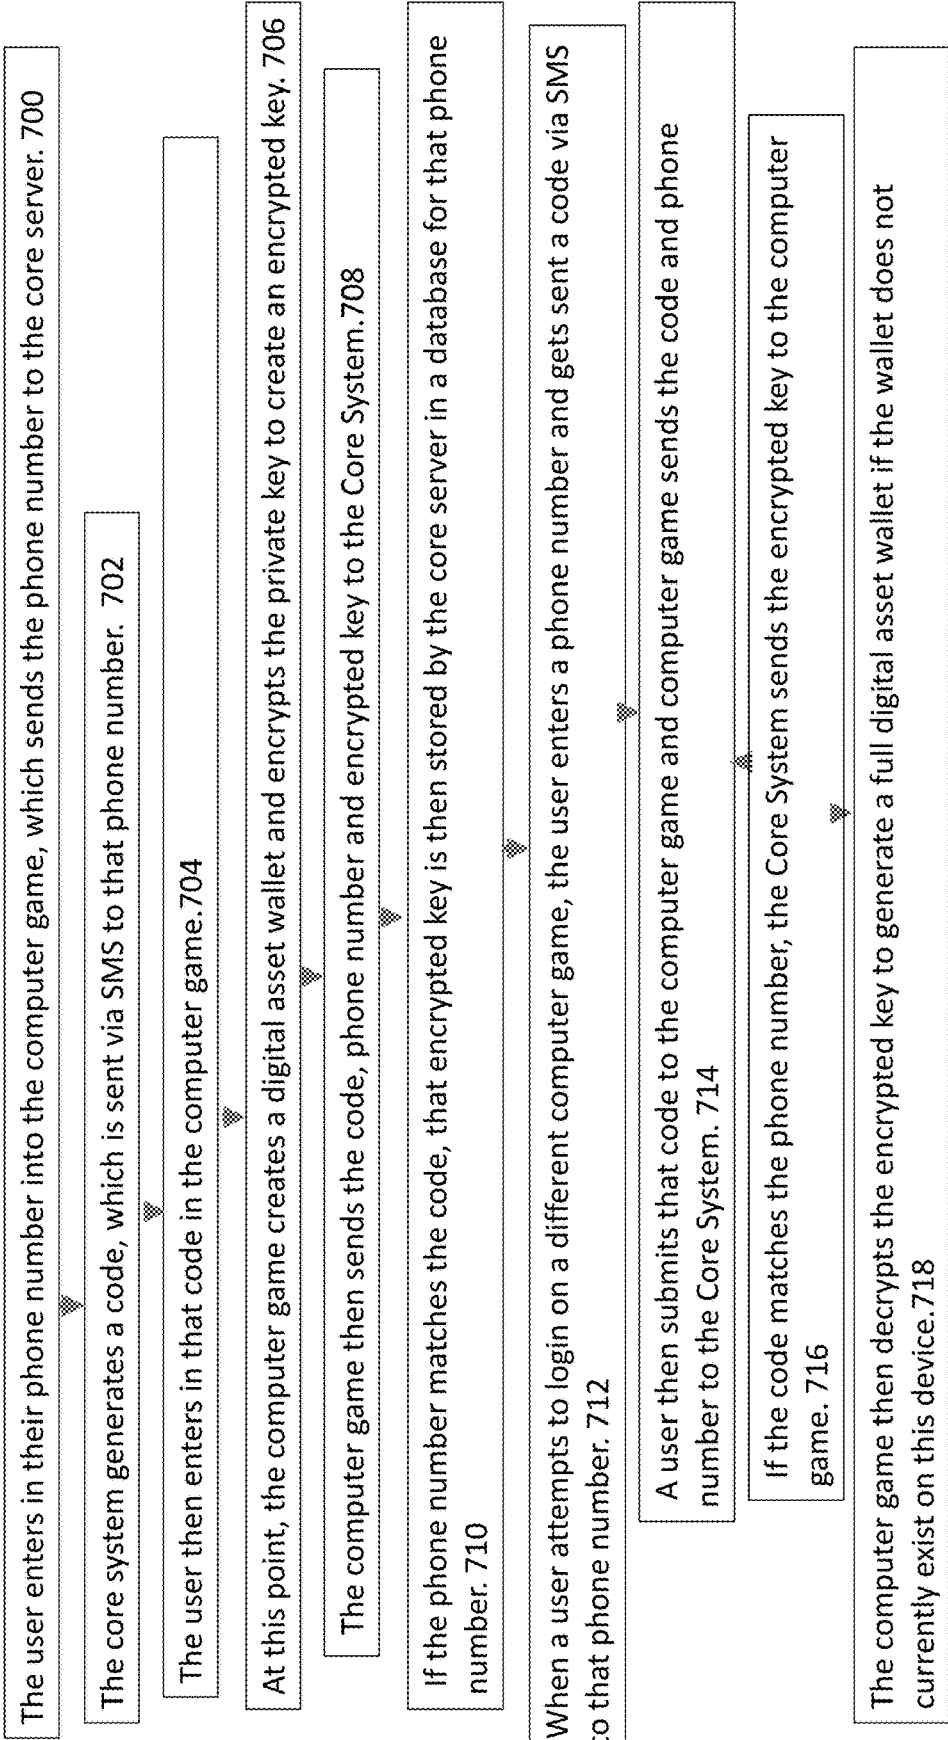 The user enters in their phone number into the computer game, which sends the phone number to the core server. 700
The core system generates a code, which is sent via SMS to that phone number. 702
The user then enters in that code in the computer game.704
At this point, the computer game creates a digital asset wallet and encrypts the private key to create an encrypted key. 706
The computer game then sends the code, phone number and encrypted key to the Core System.708
If the phone number matches the code, that encrypted key is then stored by the core server in a database for that phone
number. 710
When a user attempts to login on a different computer game, the user enters a phone number and gets sent a code via SMS
to that phone number. 712
A user then submits that code to the computer game and computer game sends the code and phone
number to the Core System. 714
If the code matches the phone number, the Core System sends the encrypted key to the computer
game. 716
The computer game then decrypts the encrypted key to generate a full digital asset wallet if the wallet does not
currently exist on this device.718